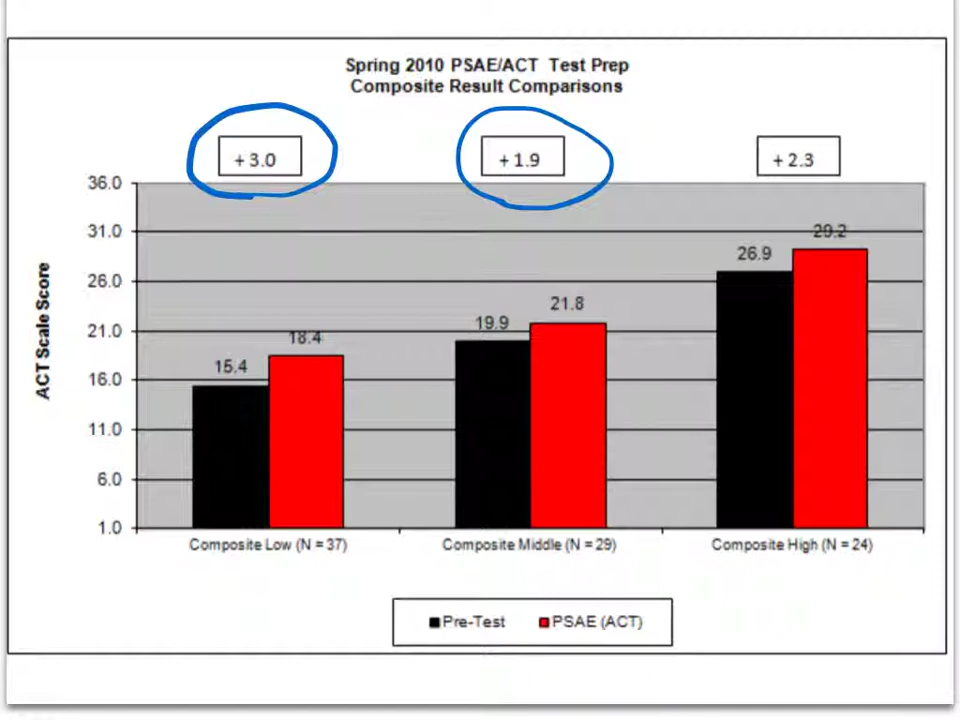 Spring 2010 PSAE/ACT Test Prep
Composite Result Comparisons
+ 3.0
+ 1.9
+ 2.3
ACT Scale Score
36.0
31.0
26.0
21.0
16.0
11.0
6.0
1.0
15.4
18.4
19.9
21.8
26.9
29.2
Composite Low (N = 37)
Composite Middle (N = 29)
Composite High (N = 24)
Pre-Test
PSAE (ACT)